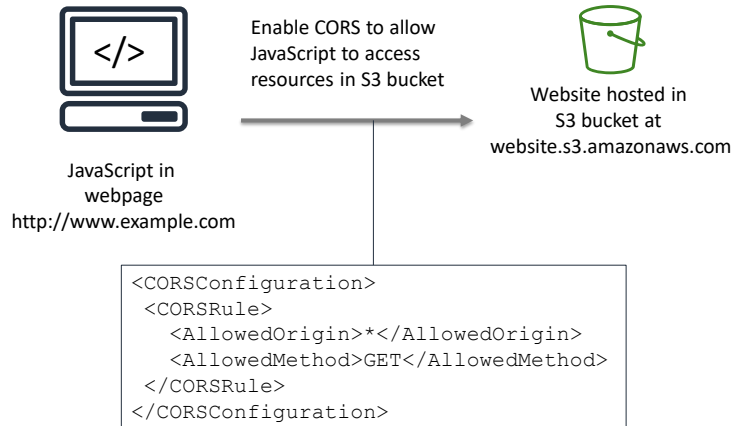 </>
Enable CORS to allow
JavaScript to access
resources in S3 bucket
Website hosted in
S3 bucket at
website.s3.amazonaws.com
JavaScript in
webpage
http://www.example.com
<CORSConfiguration>
 <CORSRule>
   <AllowedOrigin>*</AllowedOrigin>
   <AllowedMethod>GET</AllowedMethod>
 </CORSRule>
</CORSConfiguration>